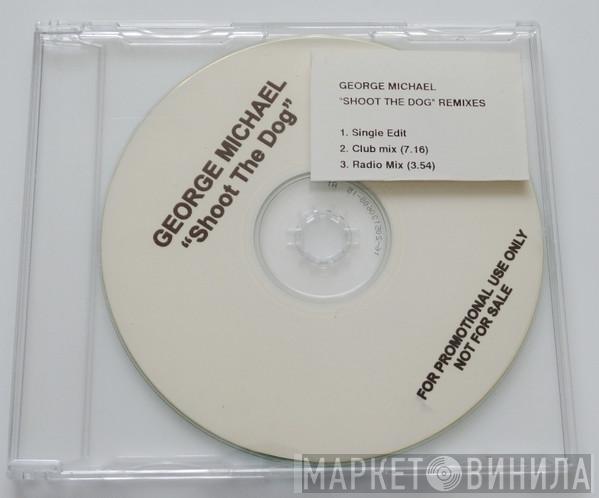 GEORGE MICHAEL
"Shoot The Dog"
GEORGE MICHAEL
"SHOOT THE DOG" REMIXES
1. Single Edit
2. Club mix (7.16)
3. Radio Mix (3.54)
FOR PROMOTIONAL USE ONLY
NOT FOR SALE
МАРКЕТ ВИНИЛА